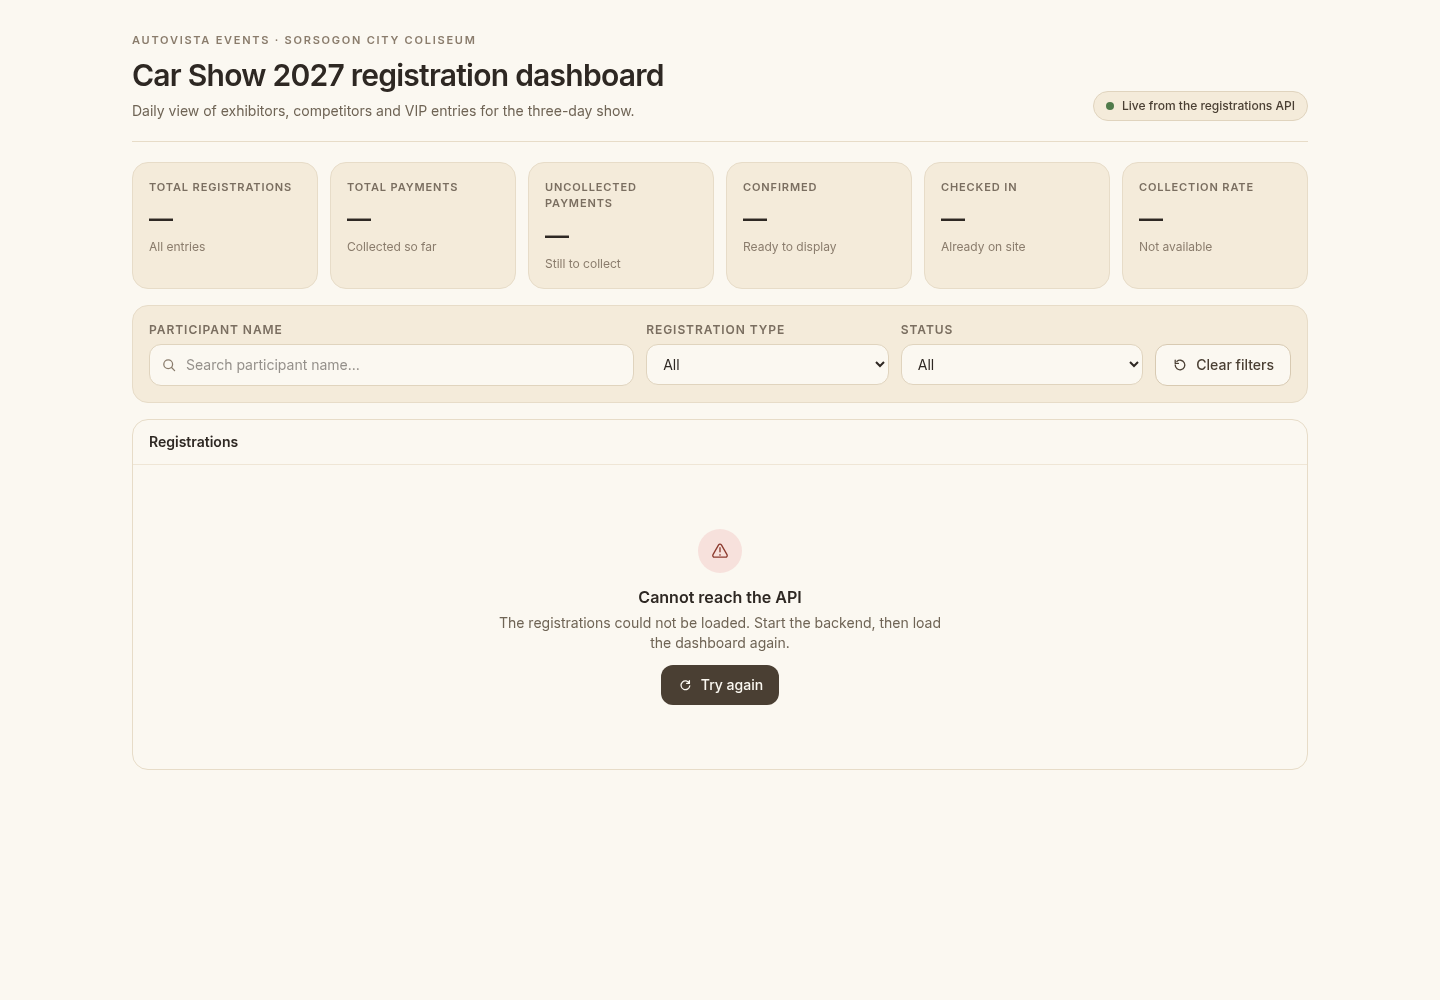 AUTOVISTA EVENTS · SORSOGON CITY COLISEUM
Car Show 2027 registration dashboard
Daily view of exhibitors, competitors and VIP entries for the three-day show.
Live from the registrations API
TOTAL REGISTRATIONS
—
All entries
TOTAL PAYMENTS
—
Collected so far
UNCOLLECTED
PAYMENTS
—
Still to collect
CONFIRMED
—
Ready to display
CHECKED IN
—
Already on site
COLLECTION RATE
—
Not available
PARTICIPANT NAME
Search participant name...
REGISTRATION TYPE
All
STATUS
All
Clear filters
Registrations
Cannot reach the API
The registrations could not be loaded. Start the backend, then load
the dashboard again.
Try again